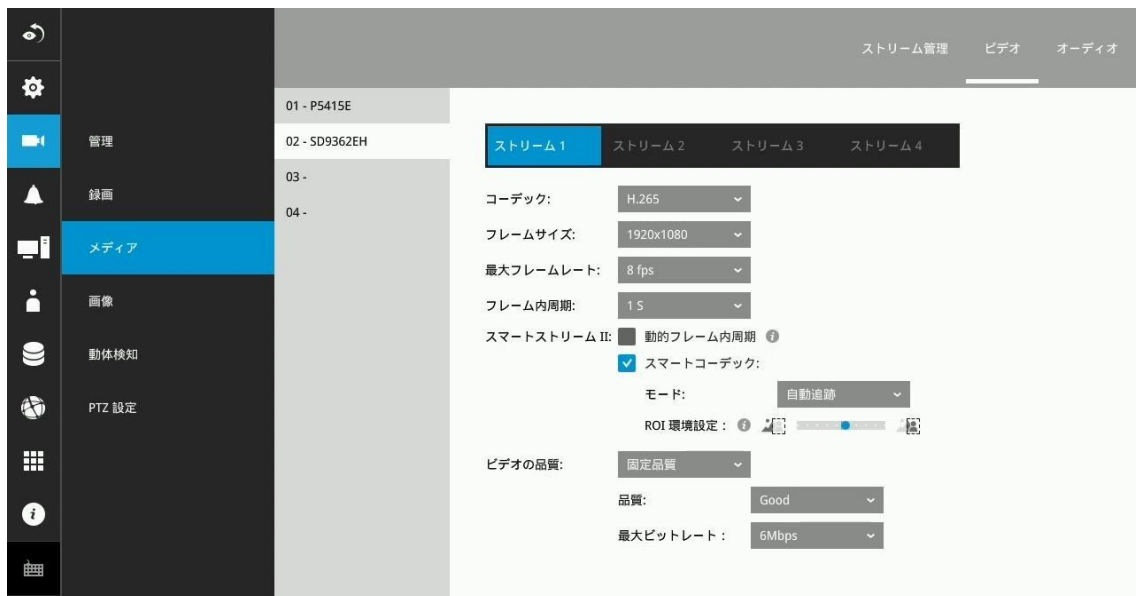 ストリーム管理 ビデオ オーディオ
管理
録画
メディア
画像
動体検知
PTZ 設定
01 - P5415E
02 - SD9362EH
03 -
04 -
ストリーム 1 ストリーム 2 ストリーム 3 ストリーム 4
コーデック: H.265
フレームサイズ: 1920x1080
最大フレームレート: 8 fps
フレーム内周期: 1 S
スマートストリーム II: 動的フレーム内周期
スマートコーデック:
モード: 自動追跡
ROI 環境設定 :
ビデオの品質: 固定品質
品質: Good
最大ビットレート : 6Mbps